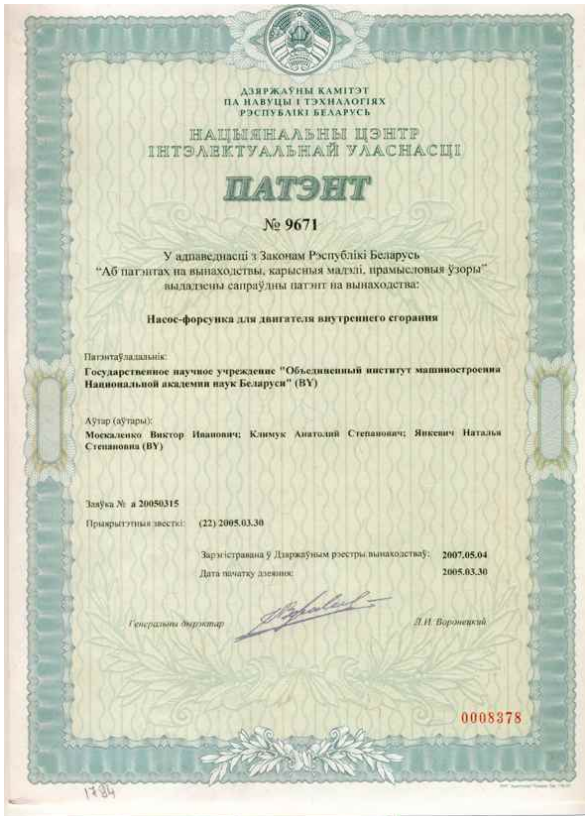 ДЗЯРЖАЎНЫ КАМІТЭТ
ПА НАВУЦЫ І ТЭХНАЛОГІЯХ
РЭСПУБЛІКІ БЕЛАРУСЬ
НАЦЫЯНАЛЬНЫ ЦЭНТР
ІНТЭЛЕКТУАЛЬНАЙ УЛАСНАСЦІ
ПАТЭНТ
№ 9671
У адпаведнасці з Законам Рэспублікі Беларусь
“Аб патэнтах на вынаходствы, карысныя мадэлі, прамысловыя ўзоры”
выдадзены сапраўдны патэнт на вынаходства:
Насос-форсунка для двигателя внутреннего сгорания
Патэнтаўладальнік:
Государственное научное учреждение "Объединенный институт машиностроения
Национальной академии наук Беларуси" (BY)
Аўтар (аўтары):
Москаленко Виктор Иванович; Климук Анатолий Степанович; Янкевич Наталья
Степановна (BY)
Заяўка № а 20050315
Прыярытэтныя звесткі: (22) 2005.03.30
Зарэгістравана ў Дзяржаўным рэестры вынаходстваў: 2007.05.04
Дата пачатку дзеяння: 2005.03.30
Генеральны дырэктар Л.И. Воронецкий
0008378
1784